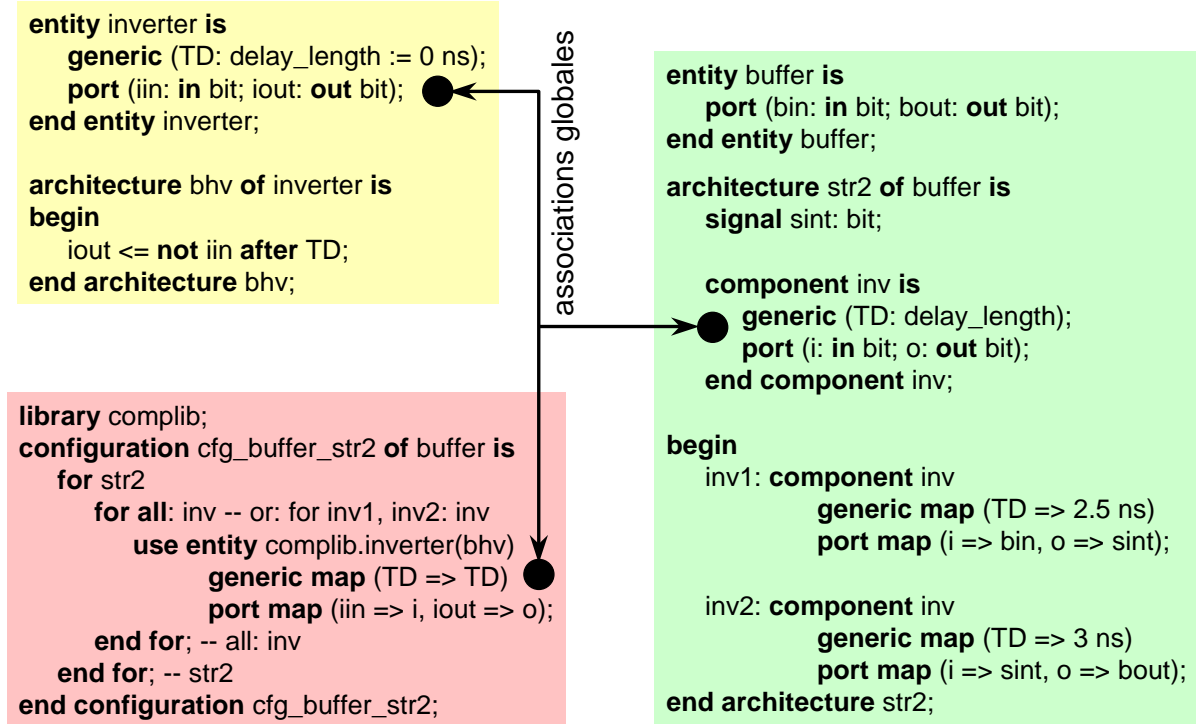 entity inverter is
generic (TD: delay_length := 0 ns);
port (iin: in bit; iout: out bit);
end entity inverter;
architecture bhv of inverter is
begin
iout <= not iin after TD;
end architecture bhv;
associations globales
library complib;
configuration cfg_buffer_str2 of buffer is
for str2
for all: inv -- or: for inv1, inv2: inv
use entity complib.inverter(bhv)
generic map (TD => TD)
port map (iin => i, iout => o);
end for; -- all: inv
end for; -- str2
end configuration cfg_buffer_str2;
entity buffer is
port (bin: in bit; bout: out bit);
end entity buffer;
architecture str2 of buffer is
signal sint: bit;
component inv is
generic (TD: delay_length);
port (i: in bit; o: out bit);
end component inv;
begin
inv1: component inv
generic map (TD => 2.5 ns)
port map (i => bin, o => sint);
inv2: component inv
generic map (TD => 3 ns)
port map (i => sint, o => bout);
end architecture str2;